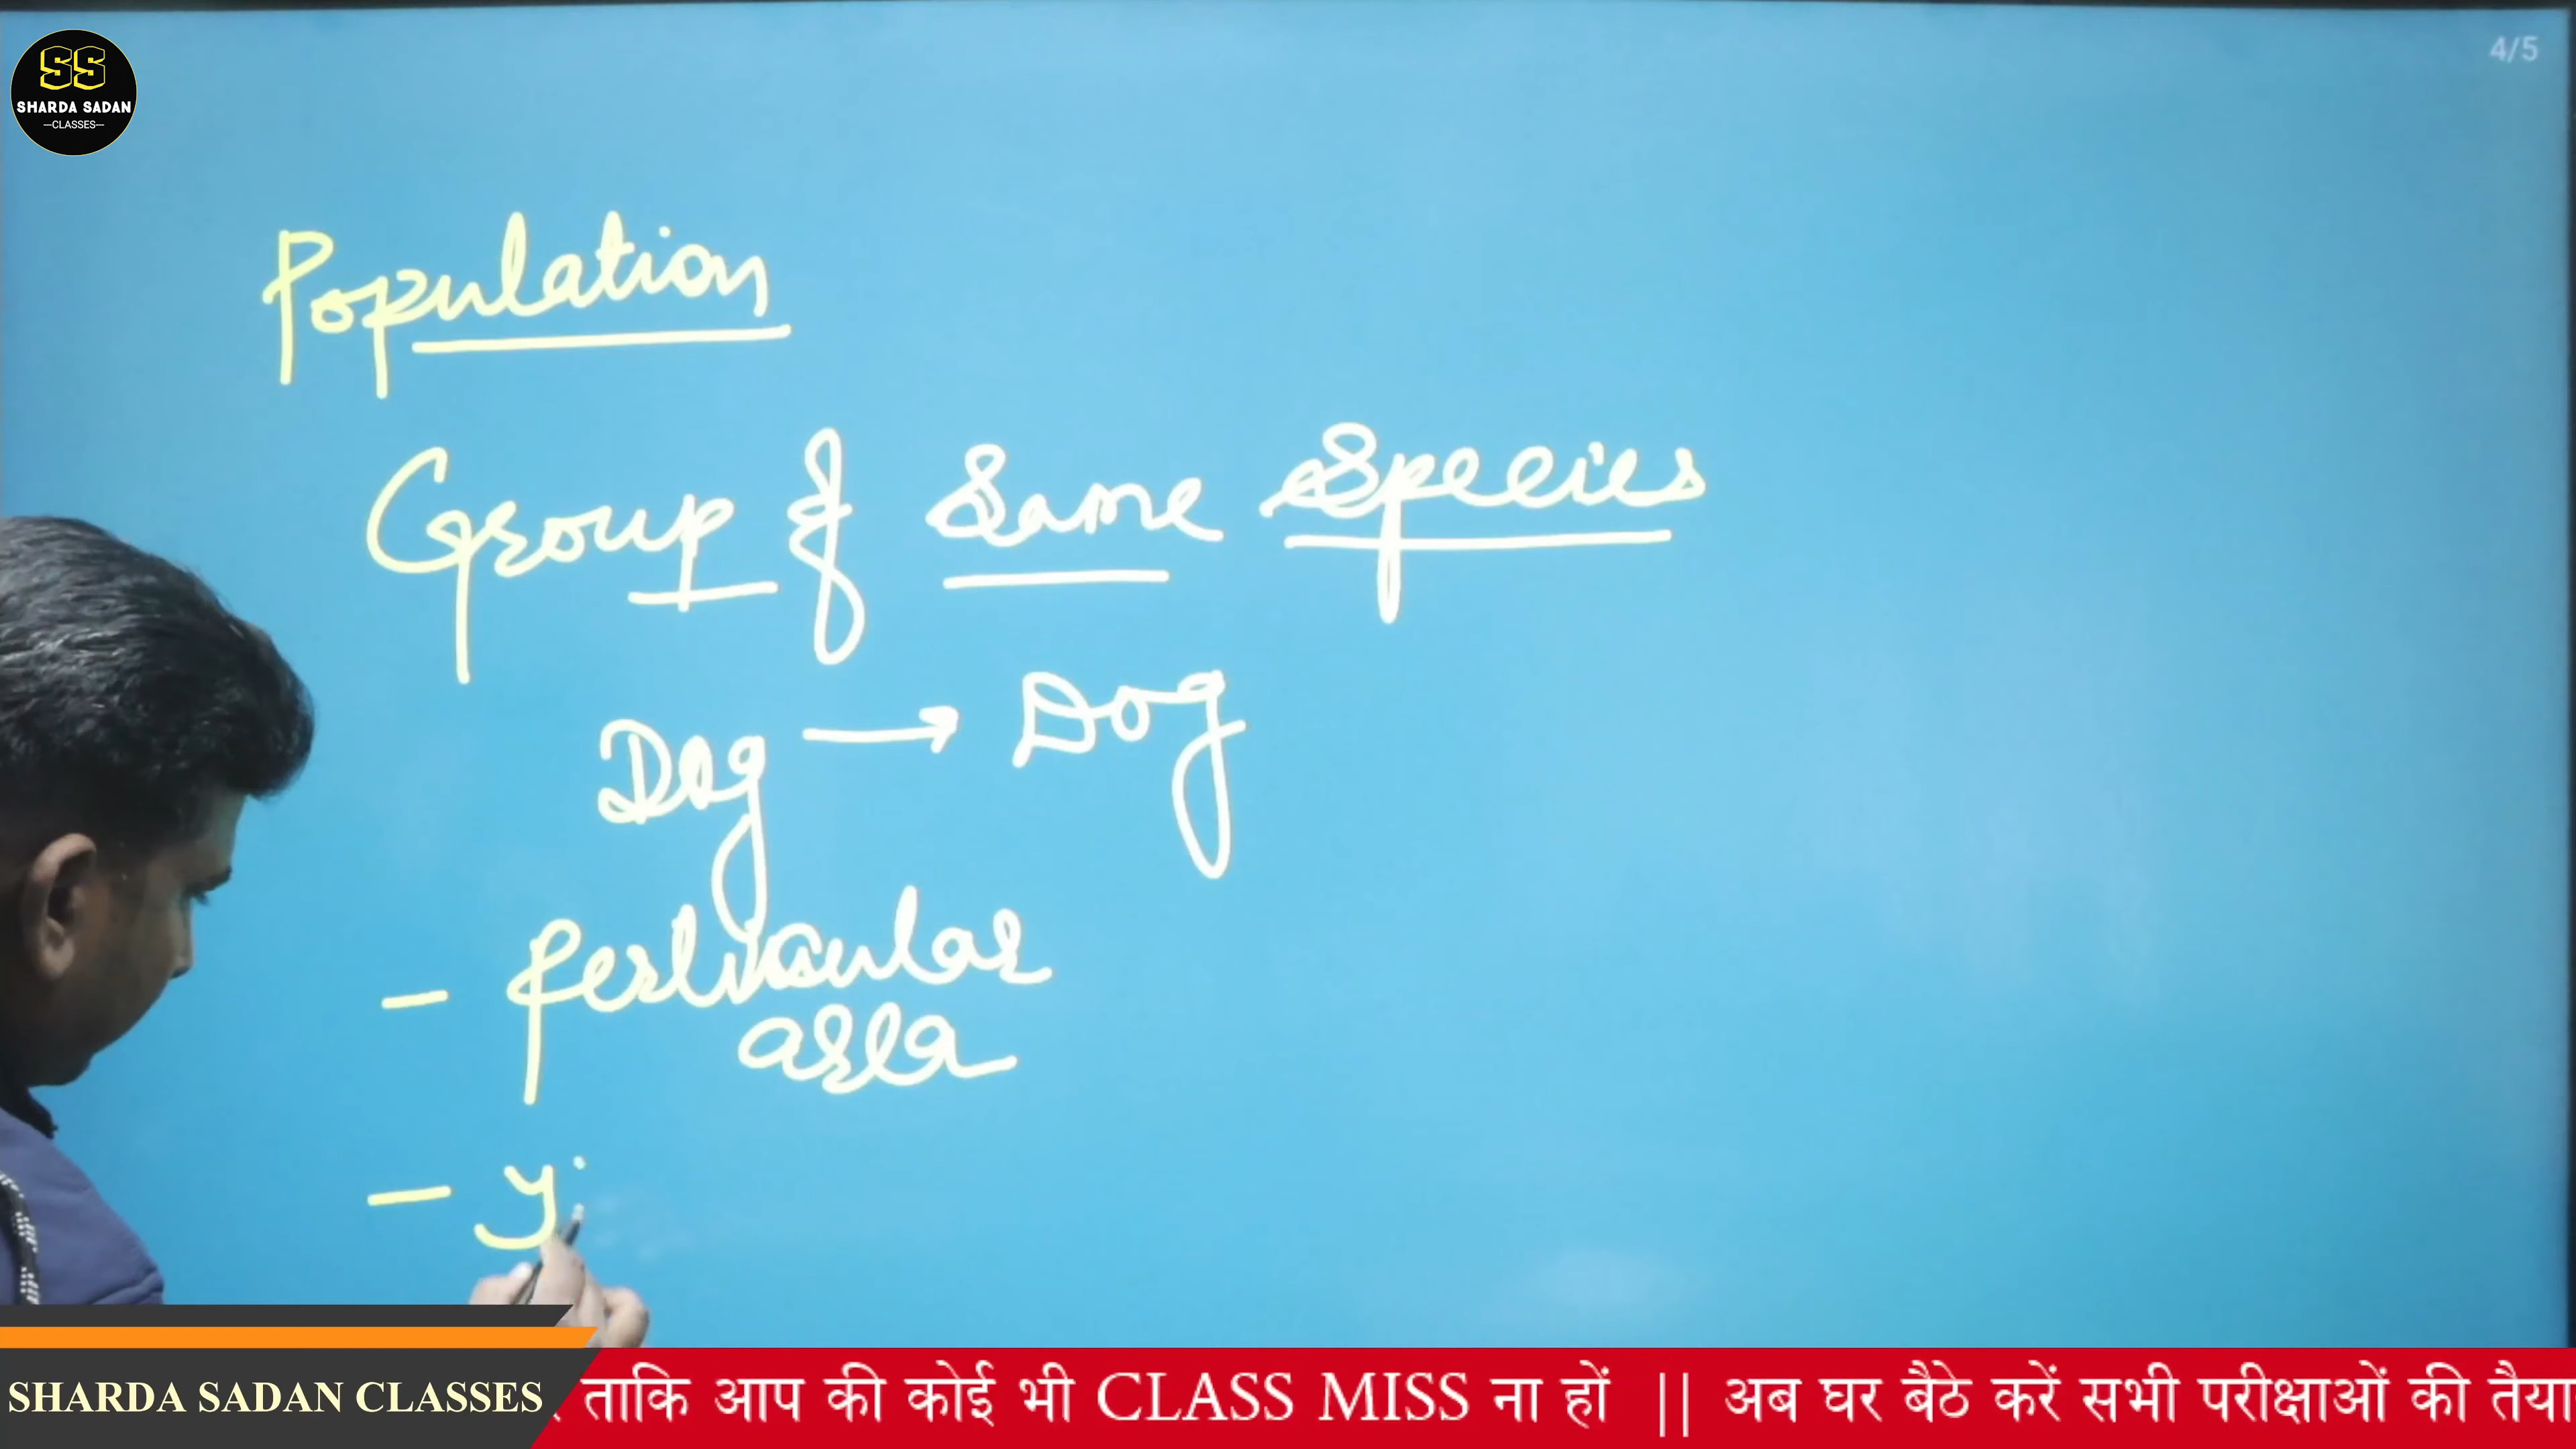 SS
SHARDA SADAN
—CLASSES—
4/5
Population
Group of Same Species
Dog → Dog
- Perticular
area
- y
SHARDA SADAN CLASSES
ताकि आप की कोई भी CLASS MISS ना हों || अब घर बैठे करें सभी परीक्षाओं की तैया